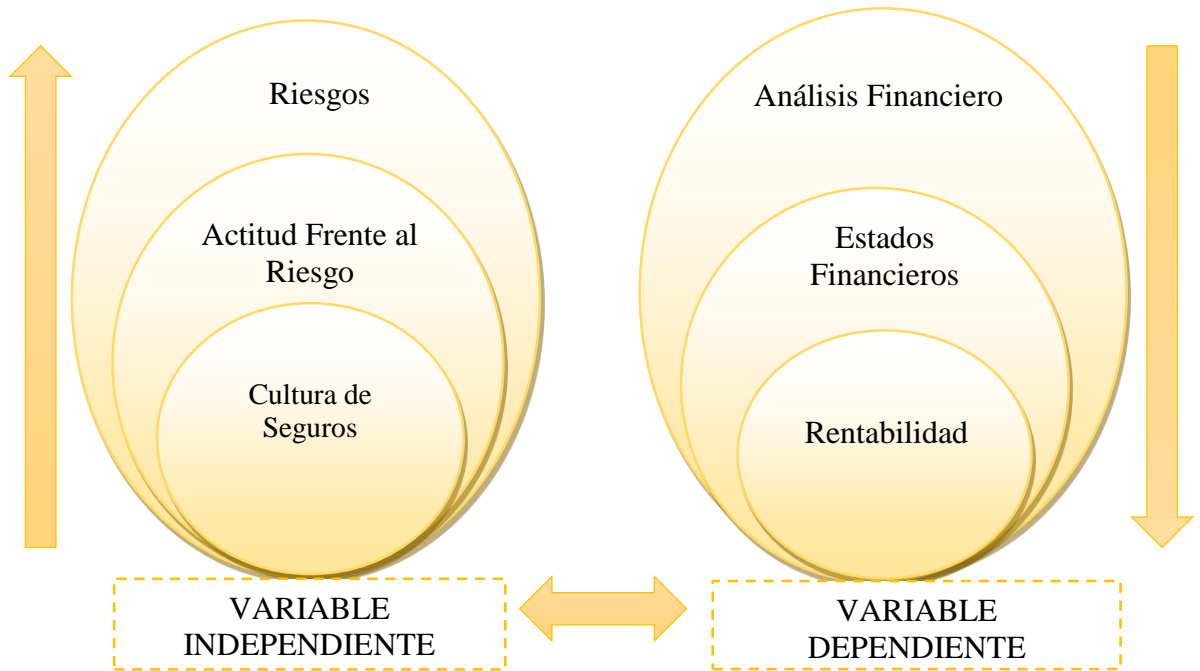 Riesgos
Actitud Frente al
Riesgo
Cultura de
Seguros
VARIABLE
INDEPENDIENTE
Análisis Financiero
Estados
Financieros
Rentabilidad
VARIABLE
DEPENDIENTE